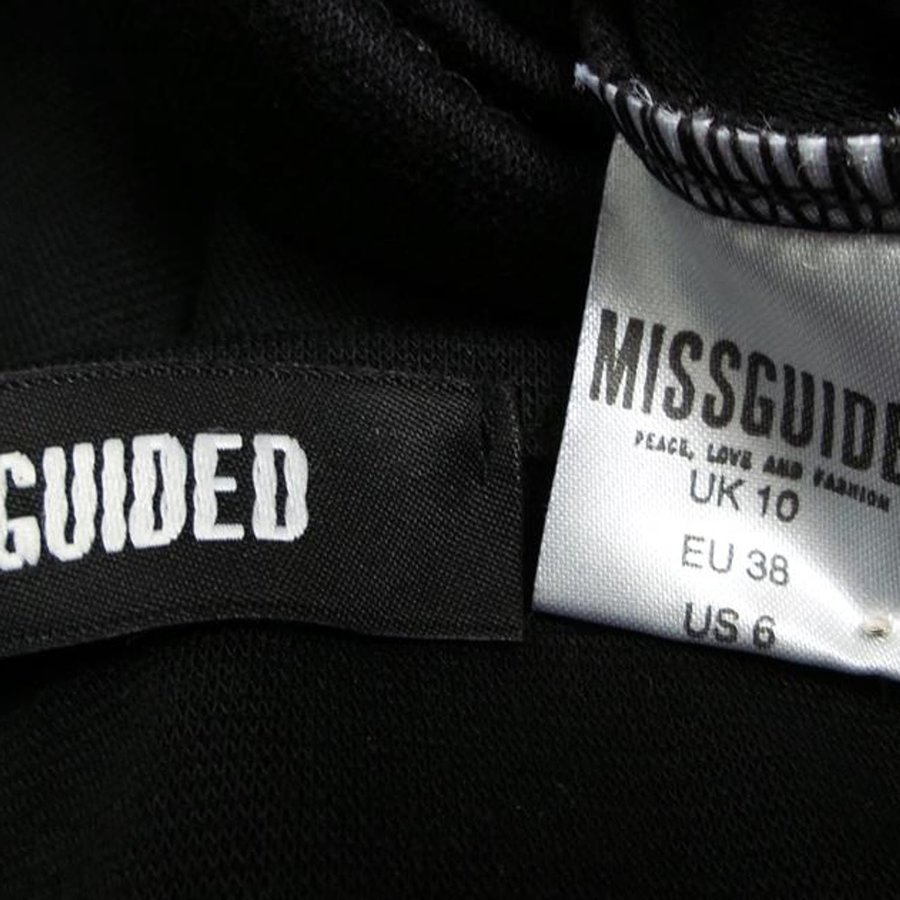 GUIDED
MISSGUIDE
PEACE, LOVE AND FASHION
UK 10
EU 38
US 6